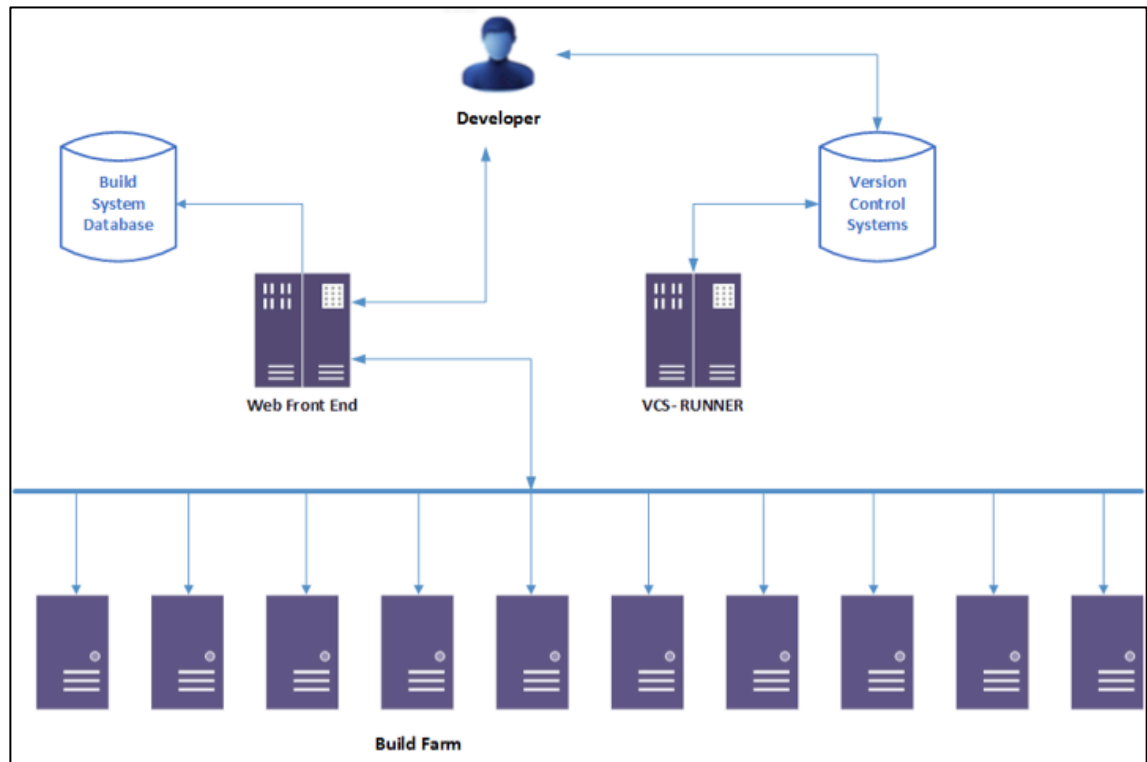 Developer
Build
System
Database
Version
Control
Systems
Web Front End
VCS- RUNNER
Build Farm